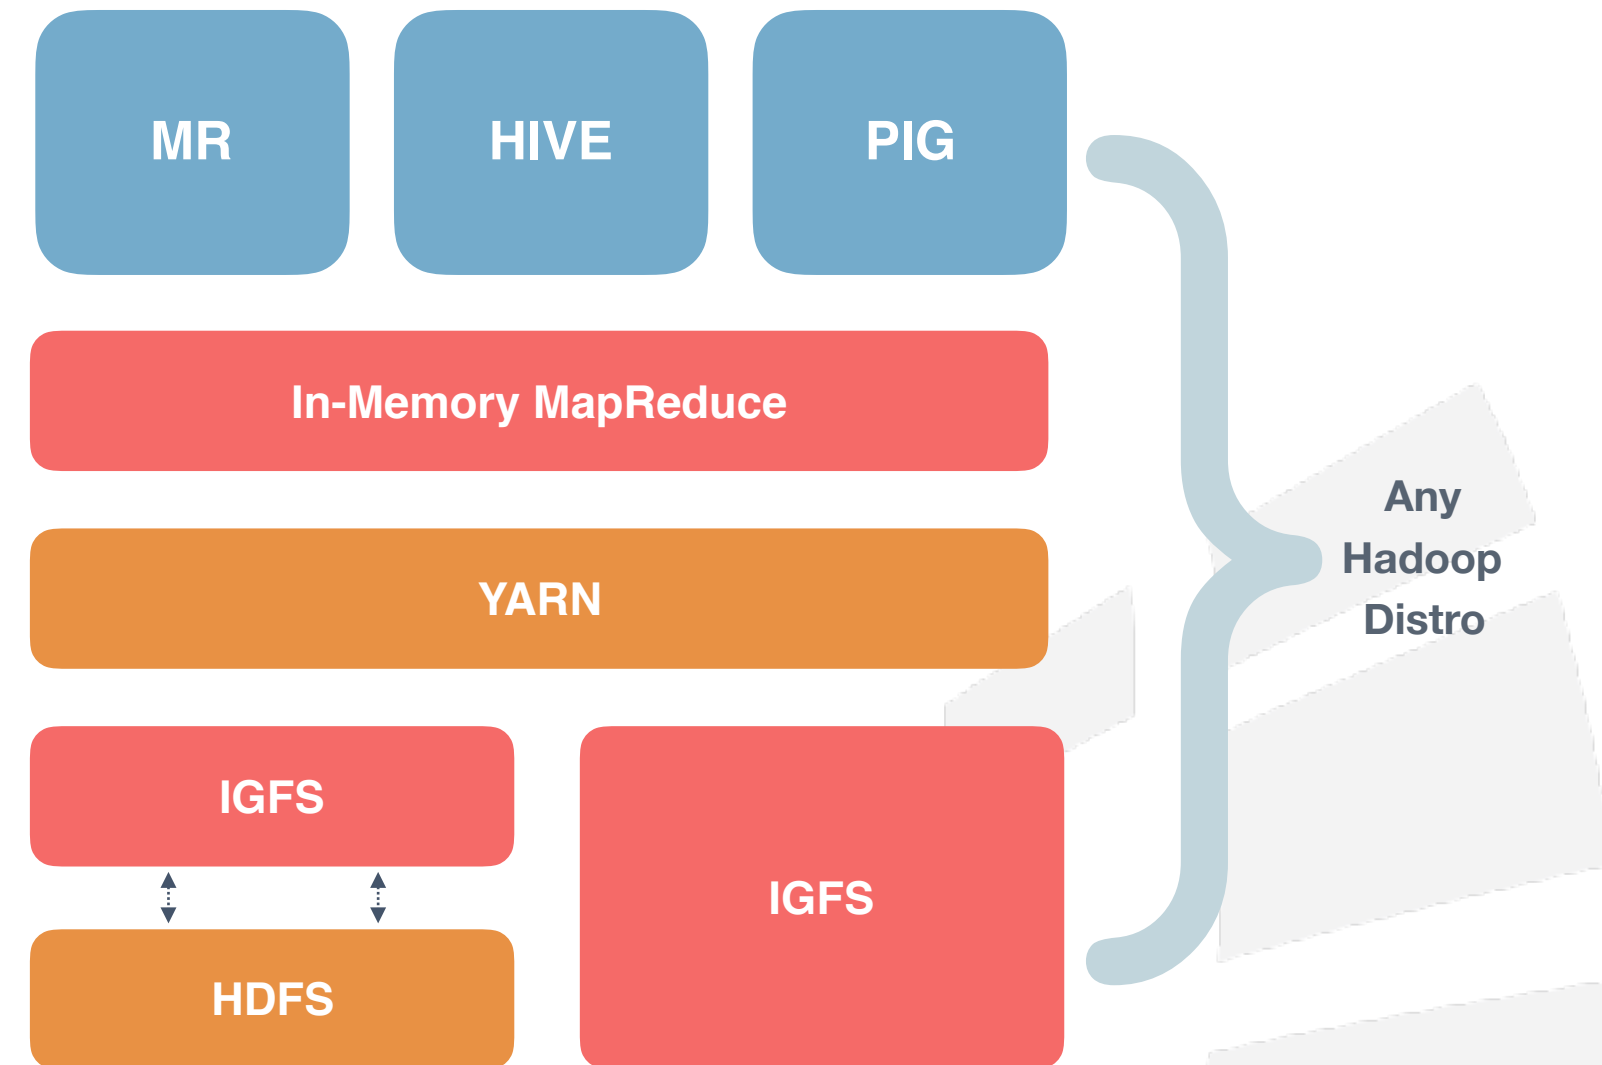 MR
HIVE
PIG
In-Memory MapReduce
YARN
IGFS
IGFS
HDFS
Any
Hadoop
Distro